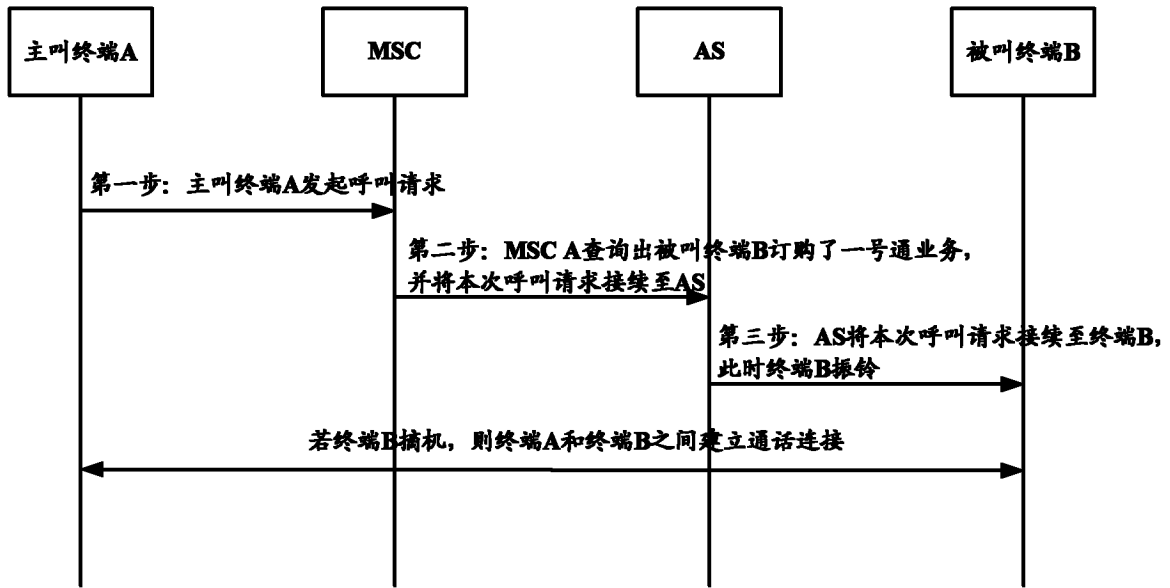 主叫终端A
MSC
AS
被叫终端B
第一步：主叫终端A发起呼叫请求
第二步：MSC A查询出被叫终端B订购了一号通业务，
并将本次呼叫请求接续至AS
第三步：AS将本次呼叫请求接续至终端B，
此时终端B振铃
若终端B摘机，则终端A和终端B之间建立通话连接